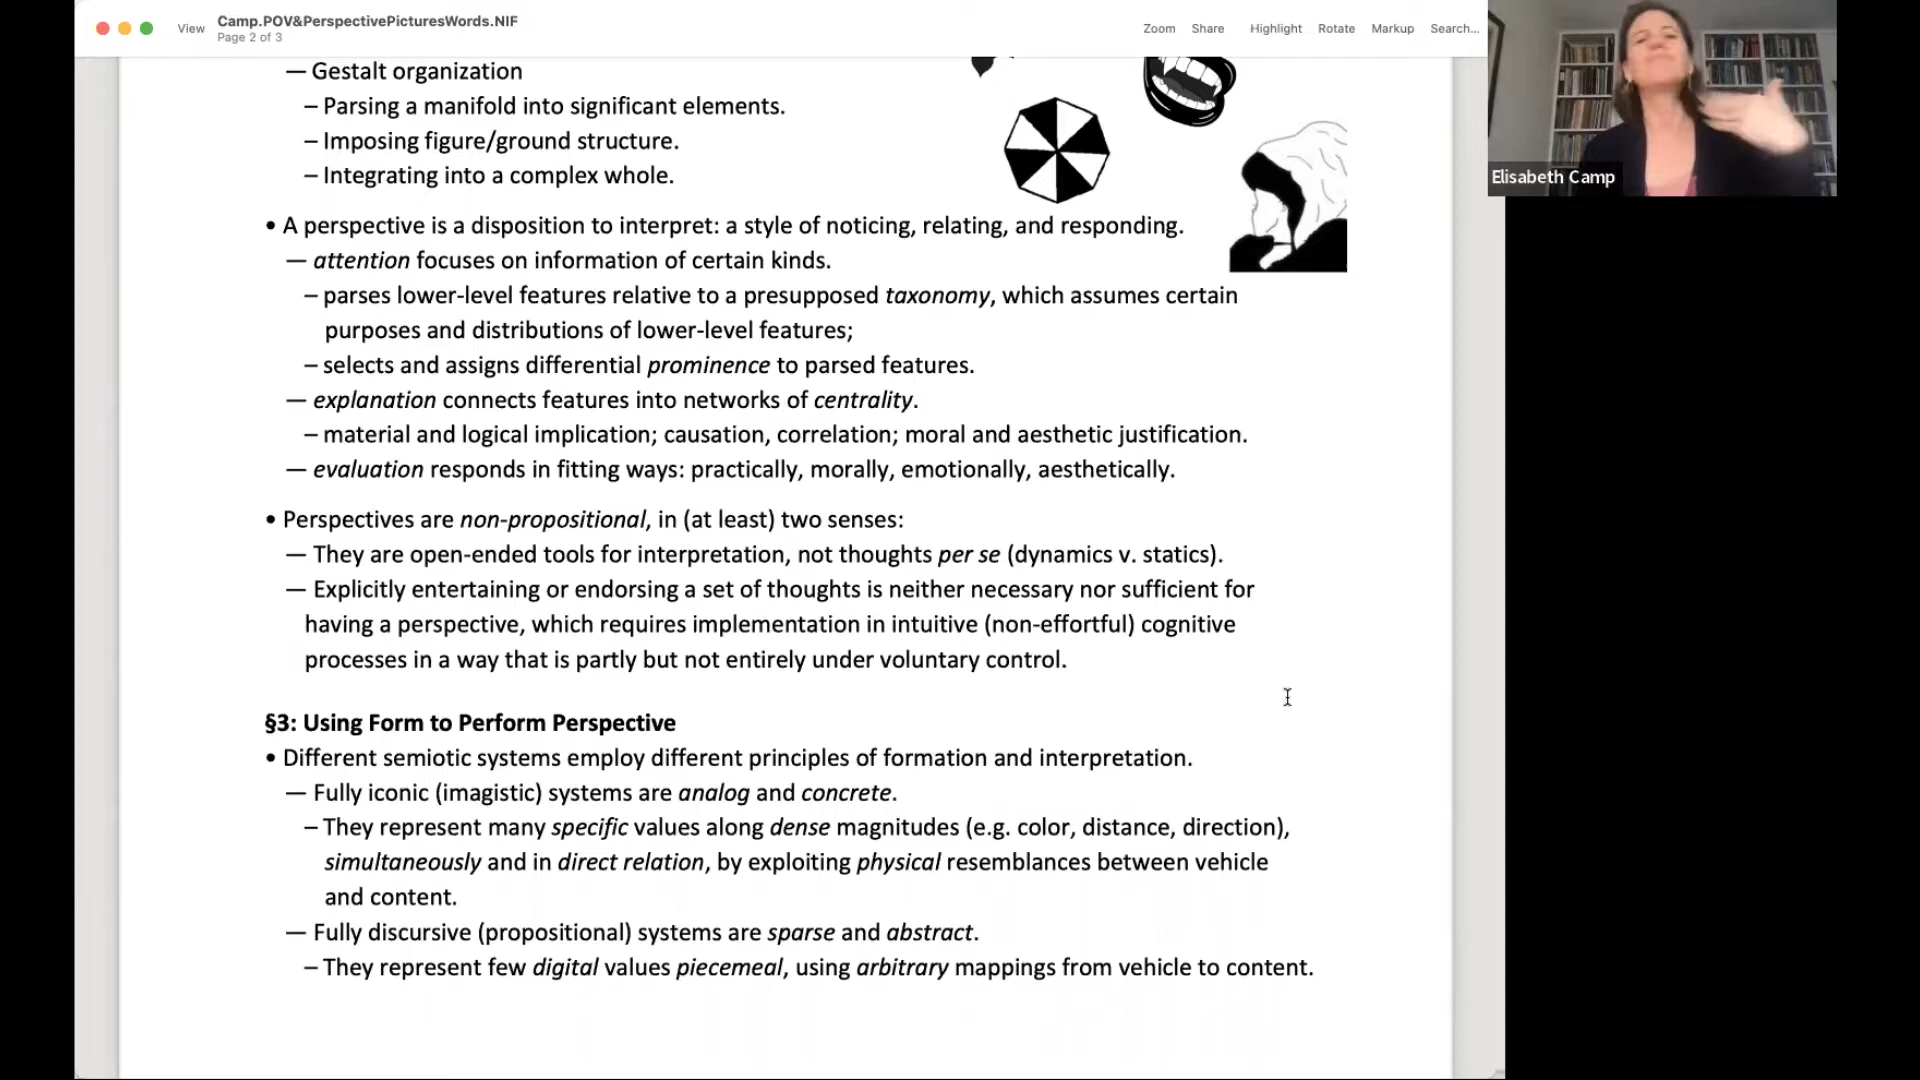 View
Camp.POV&PerspectivePicturesWords.NIF
Page 2 of 3
Zoom
Share
Highlight
Rotate
Markup
Search...
Elisabeth Camp
— Gestalt organization
– Parsing a manifold into significant elements.
– Imposing figure/ground structure.
– Integrating into a complex whole.
• A perspective is a disposition to interpret: a style of noticing, relating, and responding.
— attention focuses on information of certain kinds.
– parses lower-level features relative to a presupposed taxonomy, which assumes certain
purposes and distributions of lower-level features;
– selects and assigns differential prominence to parsed features.
— explanation connects features into networks of centrality.
– material and logical implication; causation, correlation; moral and aesthetic justification.
— evaluation responds in fitting ways: practically, morally, emotionally, aesthetically.
• Perspectives are non-propositional, in (at least) two senses:
— They are open-ended tools for interpretation, not thoughts per se (dynamics v. statics).
— Explicitly entertaining or endorsing a set of thoughts is neither necessary nor sufficient for
having a perspective, which requires implementation in intuitive (non-effortful) cognitive
processes in a way that is partly but not entirely under voluntary control.
§3: Using Form to Perform Perspective
• Different semiotic systems employ different principles of formation and interpretation.
— Fully iconic (imagistic) systems are analog and concrete.
– They represent many specific values along dense magnitudes (e.g. color, distance, direction),
simultaneously and in direct relation, by exploiting physical resemblances between vehicle
and content.
— Fully discursive (propositional) systems are sparse and abstract.
– They represent few digital values piecemeal, using arbitrary mappings from vehicle to content.